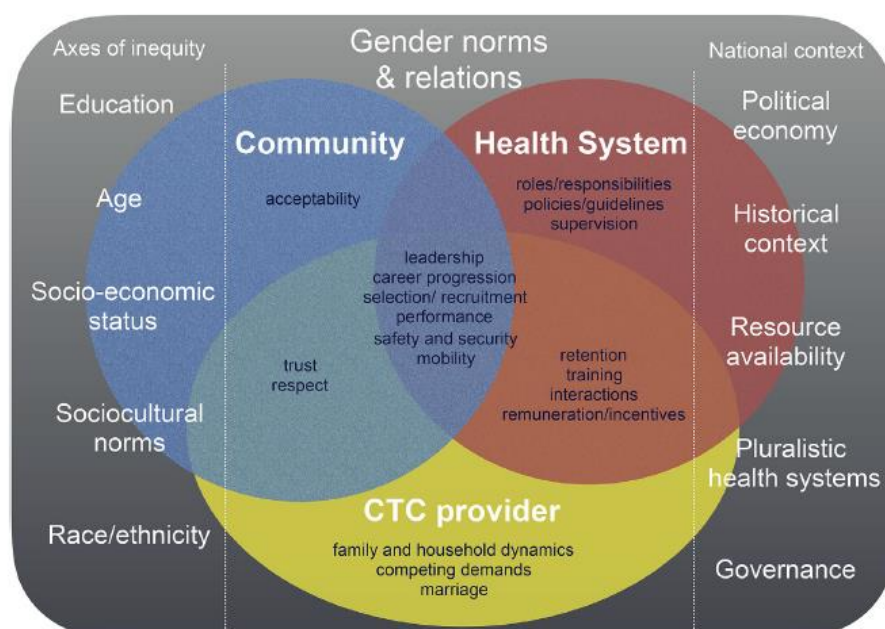 Axes of inequity
Gender norms
& relations
National context
Education
Age
Socio-economic
status
Sociocultural
norms
Race/ethnicity
Community
acceptability
Health System
roles/responsibilities
policies/guidelines
supervision
leadership
career progression
selection/ recruitment
performance
safety and security
mobility
trust
respect
retention
training
interactions
remuneration/incentives
CTC provider
family and household dynamics
competing demands
marriage
Political
economy
Historical
context
Resource
availability
Pluralistic
health systems
Governance